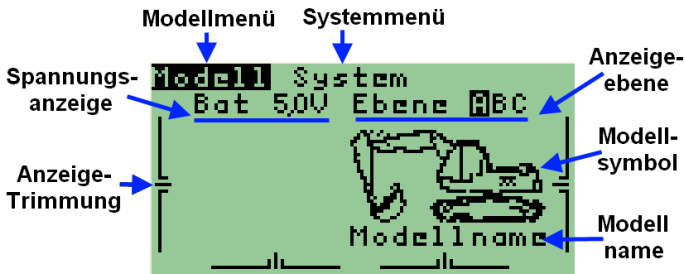 Modellmenü Systemmenü
Anzeige-
ebene
Spannungs-
anzeige
Modell System
Bat 5,0V Ebene ABC
Modell-
symbol
Anzeige-
Trimmung
Modellname
Modell
name